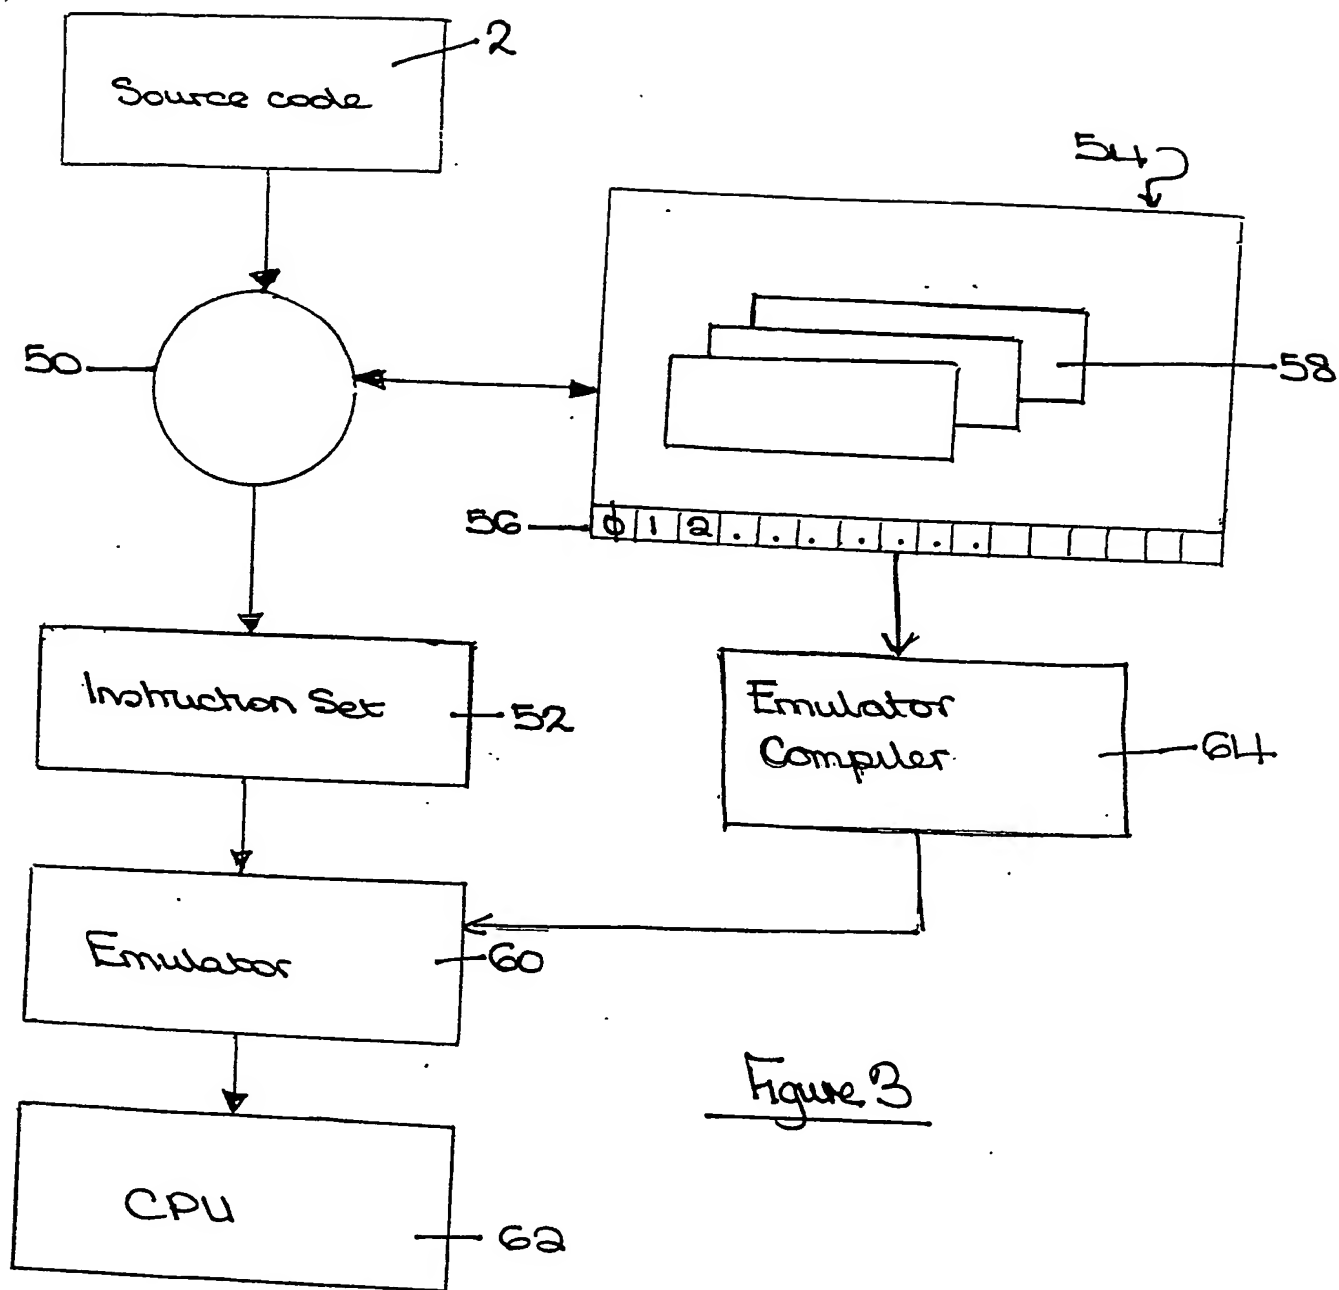 2
Source code
54
50
58
56
0 1 2 . . . . . . .
Instruction Set
52
Emulator
Compiler
64
Emulator
60
Figure 3
CPU
62